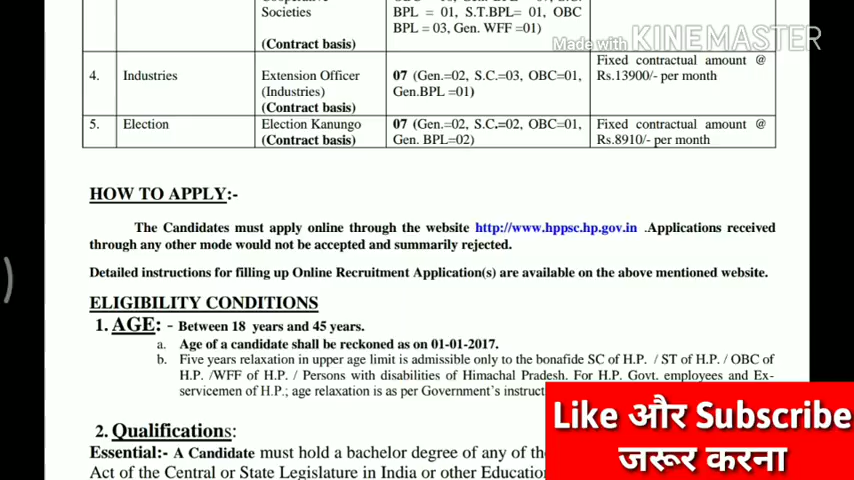 Cooperative
Societies
(Contract basis)
BPL = 01, S.T.BPL= 01, OBC
BPL = 03, Gen. WFF =01)
Made with KINEMASTER
4.
Industries
Extension Officer
(Industries)
(Contract basis)
07 (Gen.=02, S.C.=03, OBC=01,
Gen.BPL =01)
Fixed contractual amount @
Rs.13900/- per month
5.
Election
Election Kanungo
(Contract basis)
07 (Gen.=02, S.C.=02, OBC=01,
Gen. BPL=02)
Fixed contractual amount @
Rs.8910/- per month
HOW TO APPLY:-
The Candidates must apply online through the website http://www.hppsc.hp.gov.in .Applications received
through any other mode would not be accepted and summarily rejected.
Detailed instructions for filling up Online Recruitment Application(s) are available on the above mentioned website.
ELIGIBILITY CONDITIONS
1. AGE: - Between 18 years and 45 years.
a. Age of a candidate shall be reckoned as on 01-01-2017.
b. Five years relaxation in upper age limit is admissible only to the bonafide SC of H.P. / ST of H.P. / OBC of
H.P. /WFF of H.P. / Persons with disabilities of Himachal Pradesh. For H.P. Govt. employees and Ex-
servicemen of H.P.; age relaxation is as per Government's instruct
2. Qualifications:
Essential:- A Candidate must hold a bachelor degree of any of the
Act of the Central or State Legislature in India or other Education
Like और Subscribe
जरूर करना